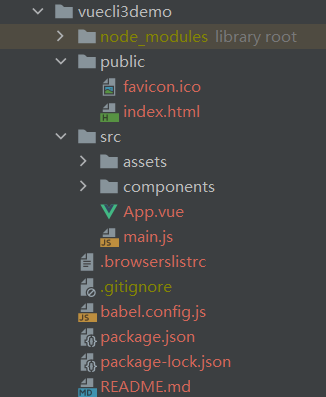 vuecli3demo
node_modules library root
public
favicon.ico
index.html
src
assets
components
App.vue
main.js
.browserslistrc
.gitignore
babel.config.js
package.json
package-lock.json
README.md